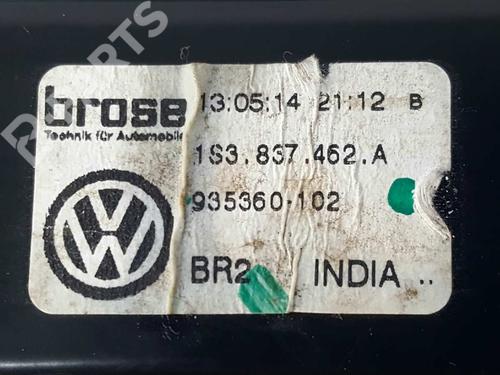 brose 13:05:14 21:12 B
Technik für Automobile
1S3.837.462.A
935360-102
BR2 INDIA ..